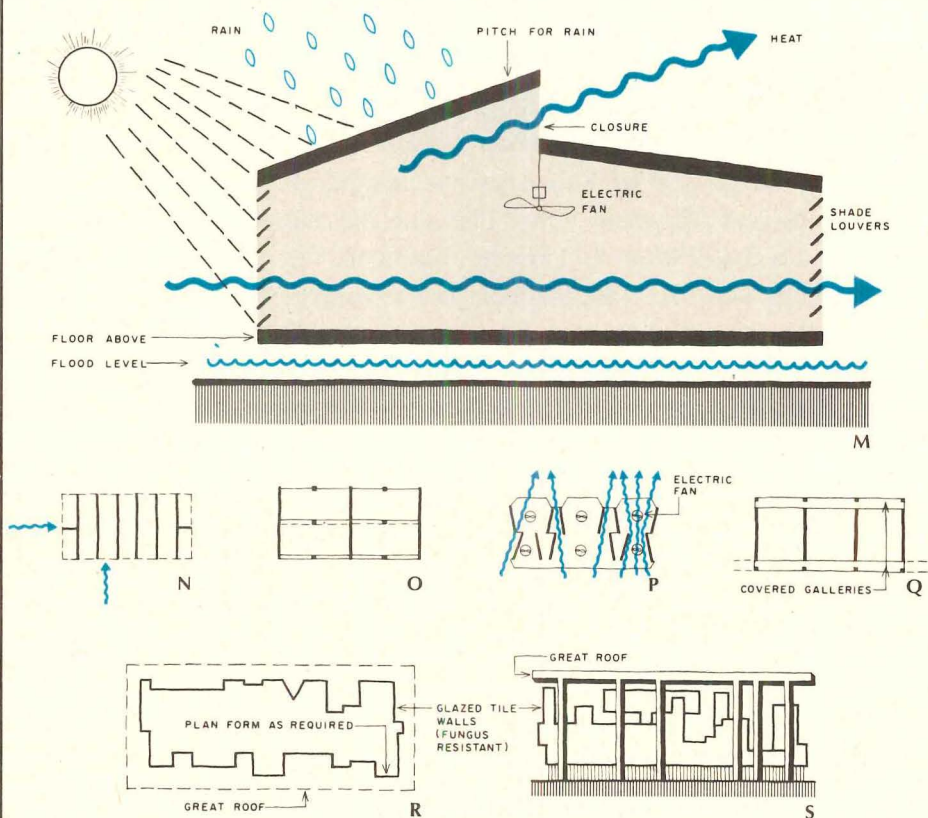 RAIN
PITCH FOR RAIN
HEAT
CLOSURE
ELECTRIC
FAN
SHADE
LOUVERS
FLOOR ABOVE
FLOOD LEVEL
M
ELECTRIC
FAN
N
O
P
COVERED GALLERIES
Q
GREAT ROOF
PLAN FORM AS REQUIRED
GLAZED TILE
WALLS
(FUNGUS
RESISTANT)
GREAT ROOF
R
S